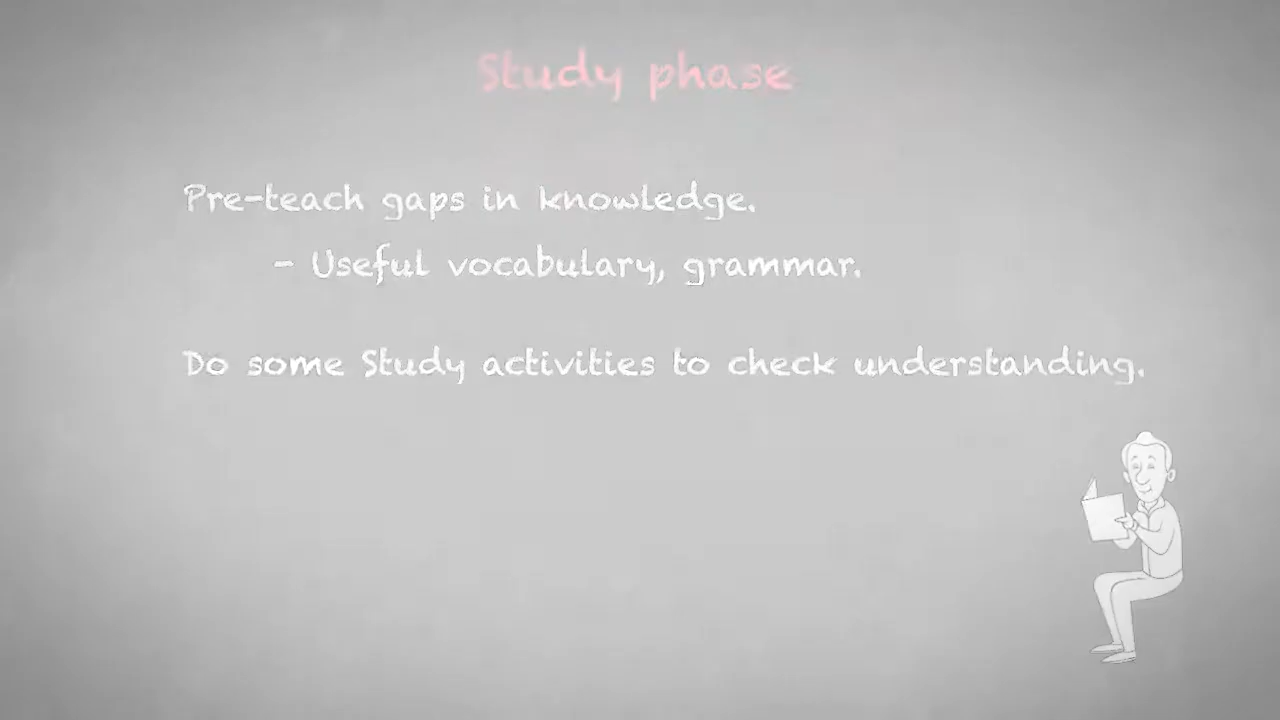 Study phase
Pre-teach gaps in knowledge.
- Useful vocabulary, grammar.
Do some Study activities to check understanding.